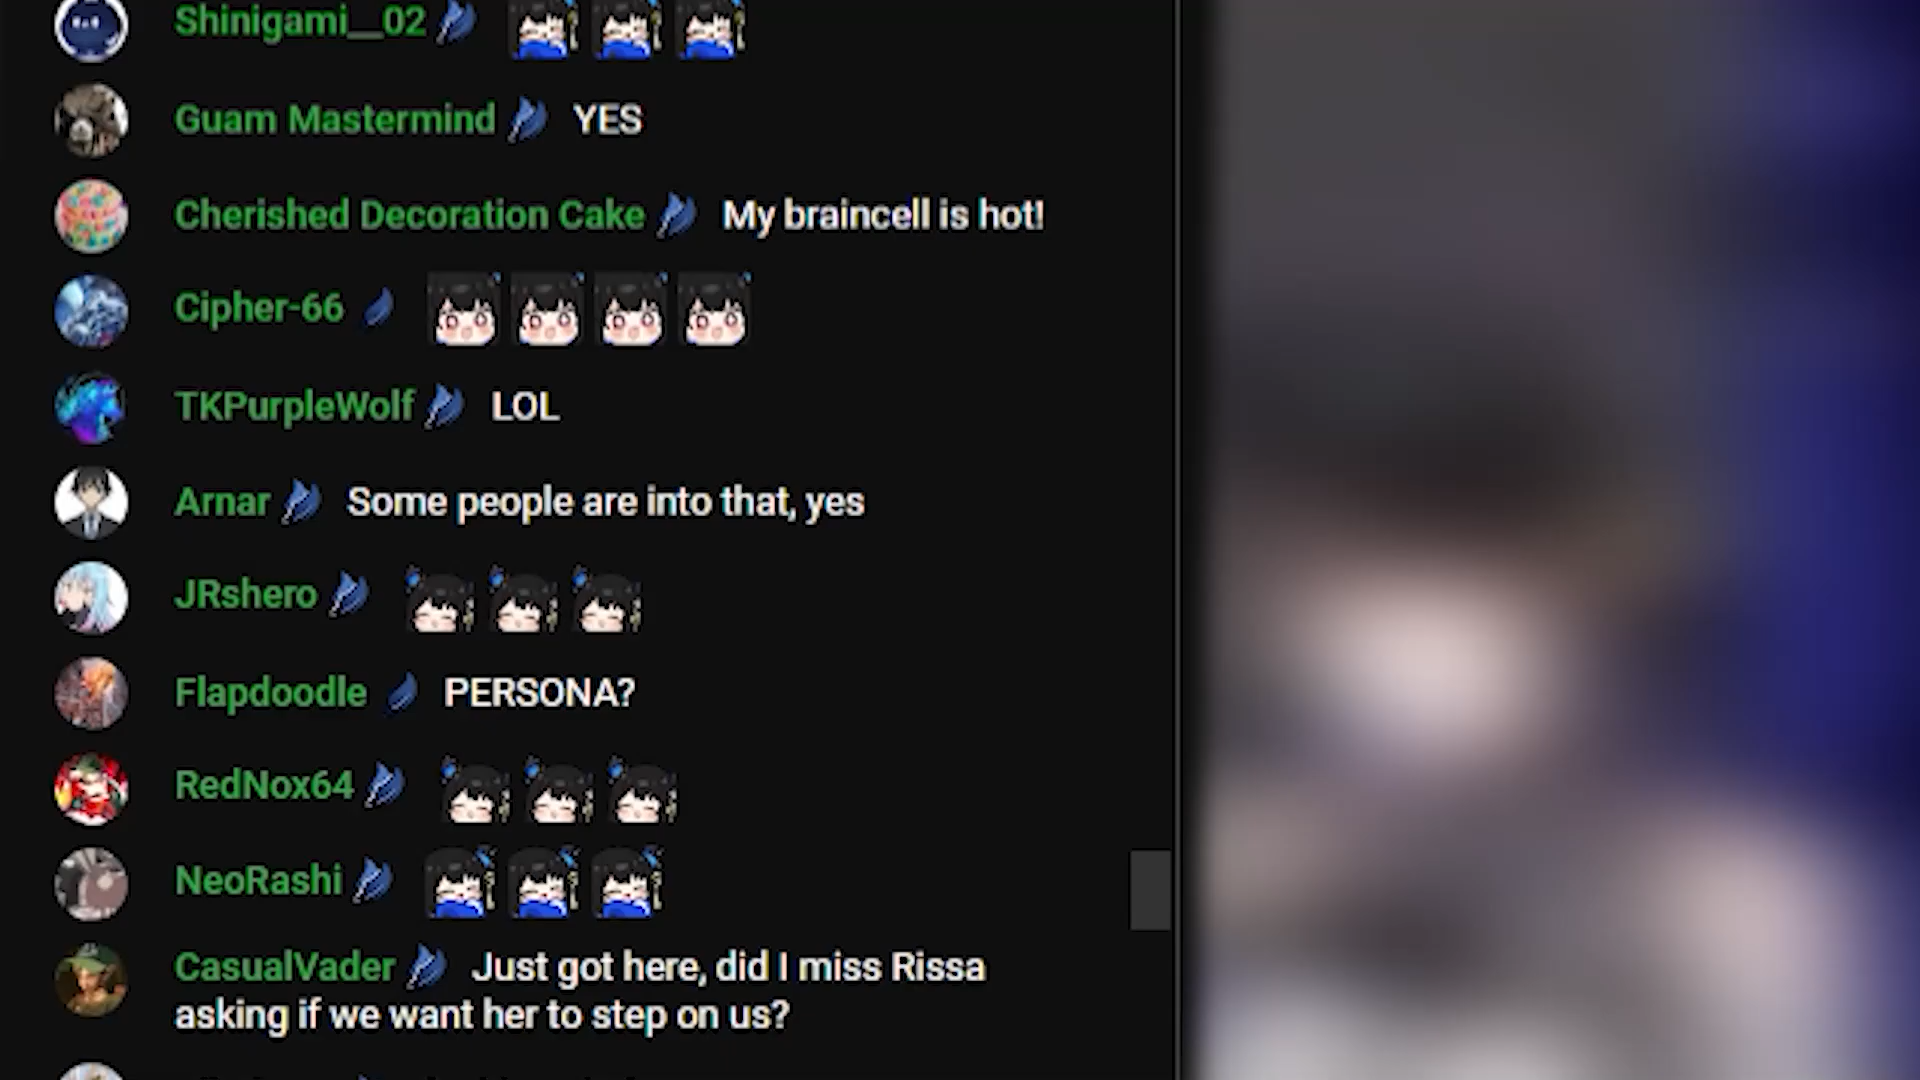 Shinigami__02
Guam Mastermind YES
Cherished Decoration Cake My braincell is hot!
Cipher-66
TKPurpleWolf LOL
Arnar Some people are into that, yes
JRshero
Flapdoodle PERSONA?
RedNox64
NeoRashi
CasualVader Just got here, did I miss Rissa
asking if we want her to step on us?